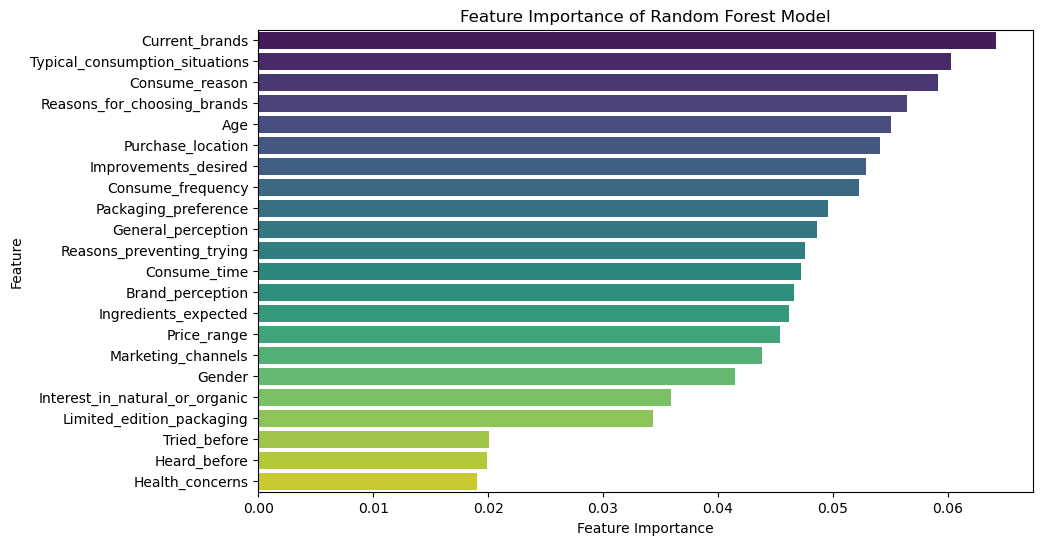 Feature Importance of Random Forest Model
Feature
Current_brands
Typical_consumption_situations
Consume_reason
Reasons_for_choosing_brands
Age
Purchase_location
Improvements_desired
Consume_frequency
Packaging_preference
General_perception
Reasons_preventing_trying
Consume_time
Brand_perception
Ingredients_expected
Price_range
Marketing_channels
Gender
Interest_in_natural_or_organic
Limited_edition_packaging
Tried_before
Heard_before
Health_concerns
0.00 0.01 0.02 0.03 0.04 0.05 0.06
Feature Importance